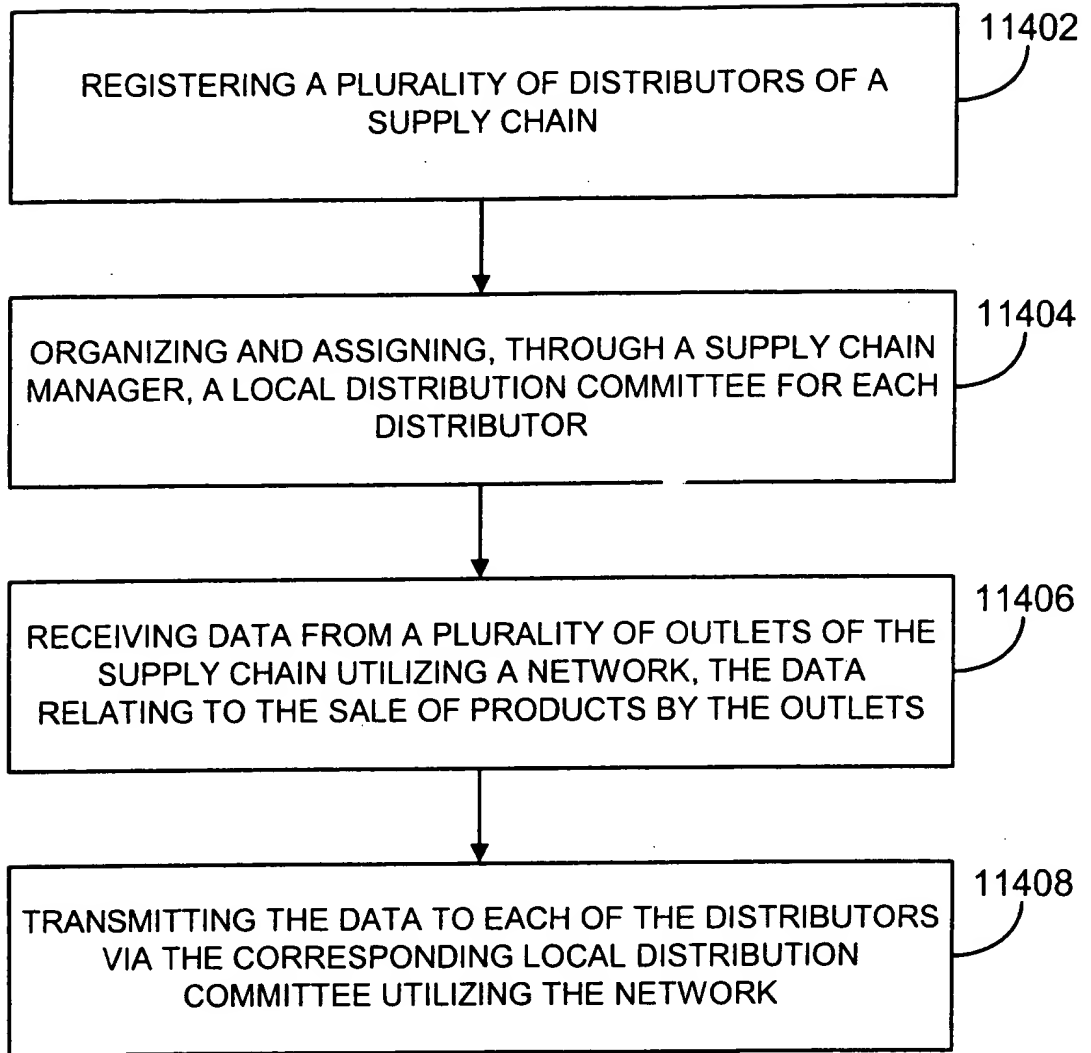 11402
REGISTERING A PLURALITY OF DISTRIBUTORS OF A
SUPPLY CHAIN
11404
ORGANIZING AND ASSIGNING, THROUGH A SUPPLY CHAIN
MANAGER, A LOCAL DISTRIBUTION COMMITTEE FOR EACH
DISTRIBUTOR
11406
RECEIVING DATA FROM A PLURALITY OF OUTLETS OF THE
SUPPLY CHAIN UTILIZING A NETWORK, THE DATA
RELATING TO THE SALE OF PRODUCTS BY THE OUTLETS
11408
TRANSMITTING THE DATA TO EACH OF THE DISTRIBUTORS
VIA THE CORRESPONDING LOCAL DISTRIBUTION
COMMITTEE UTILIZING THE NETWORK